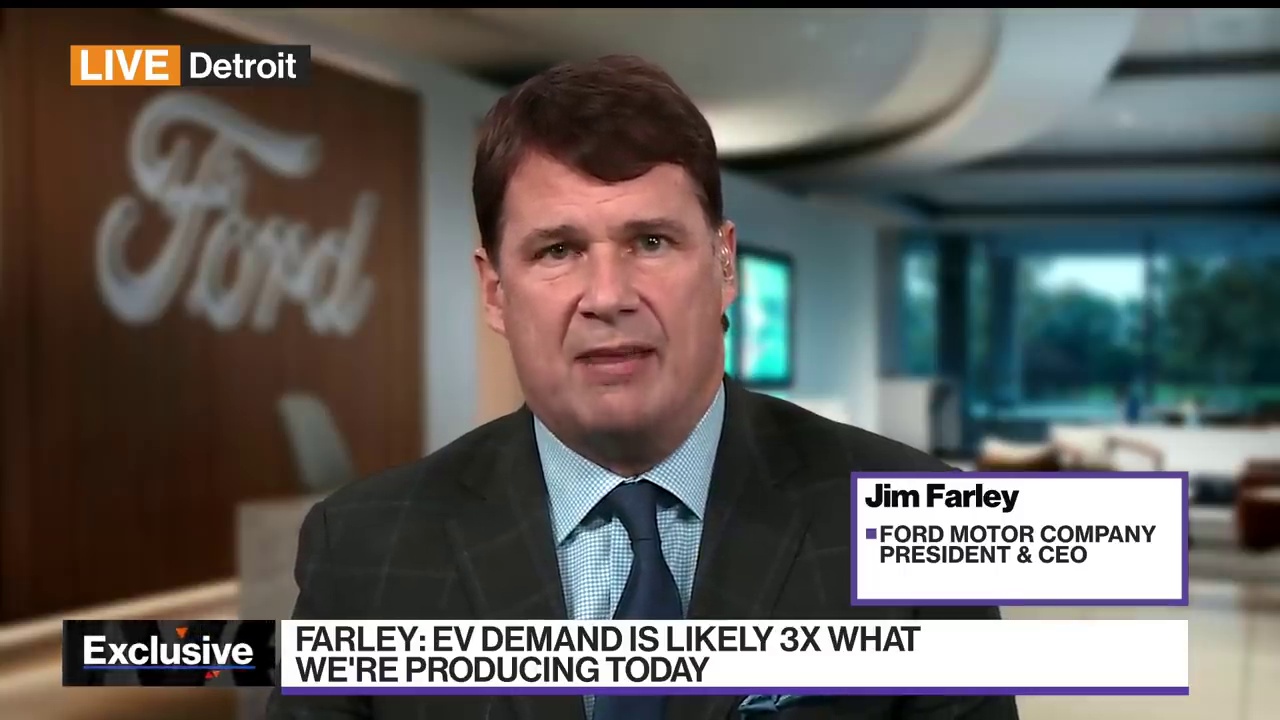 LIVE Detroit
Ford
Jim Farley
FORD MOTOR COMPANY
PRESIDENT & CEO
Exclusive
FARLEY: EV DEMAND IS LIKELY 3X WHAT
WE'RE PRODUCING TODAY